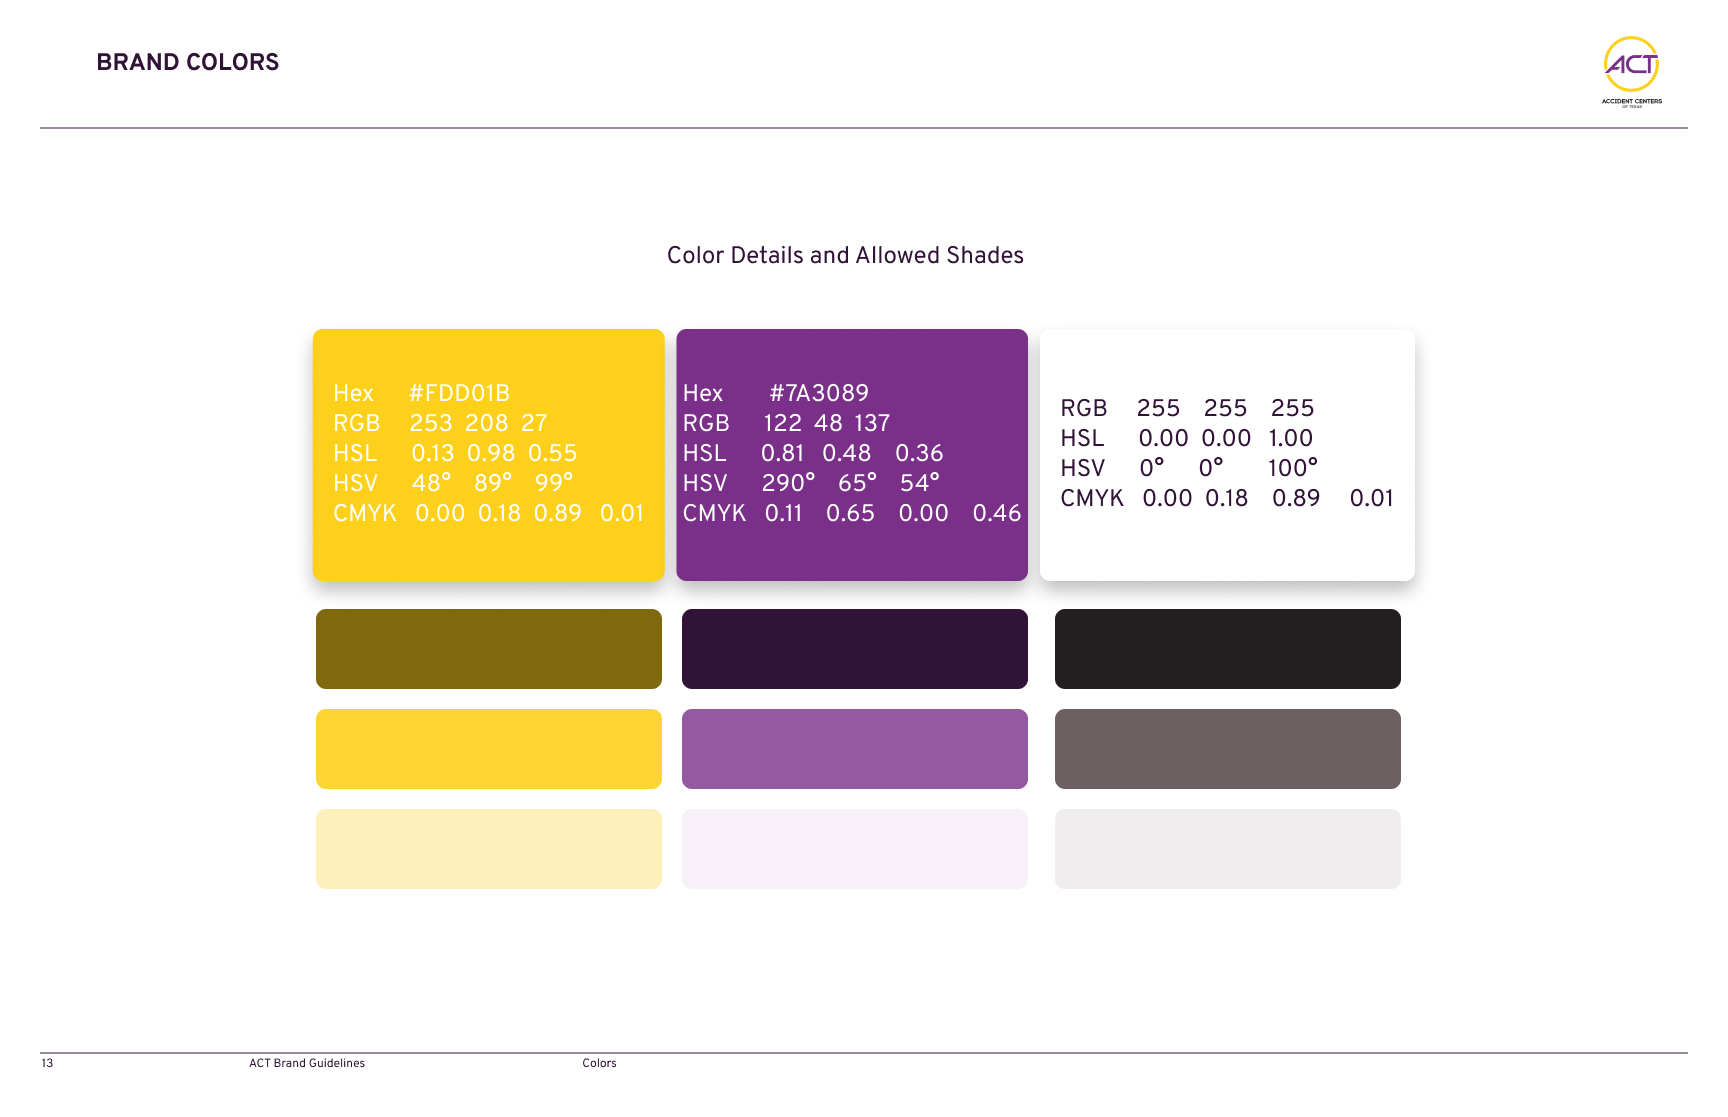 BRAND COLORS
ACT
ACCIDENT CENTERS
OF TEXAS
Color Details and Allowed Shades
Hex #FDD01B
RGB 253 208 27
HSL 0.13 0.98 0.55
HSV 48° 89° 99°
CMYK 0.00 0.18 0.89 0.01
Hex #7A3089
RGB 122 48 137
HSL 0.81 0.48 0.36
HSV 290° 65° 54°
CMYK 0.11 0.65 0.00 0.46
RGB 255 255 255
HSL 0.00 0.00 1.00
HSV 0° 0° 100°
CMYK 0.00 0.18 0.89 0.01
13 ACT Brand Guidelines Colors